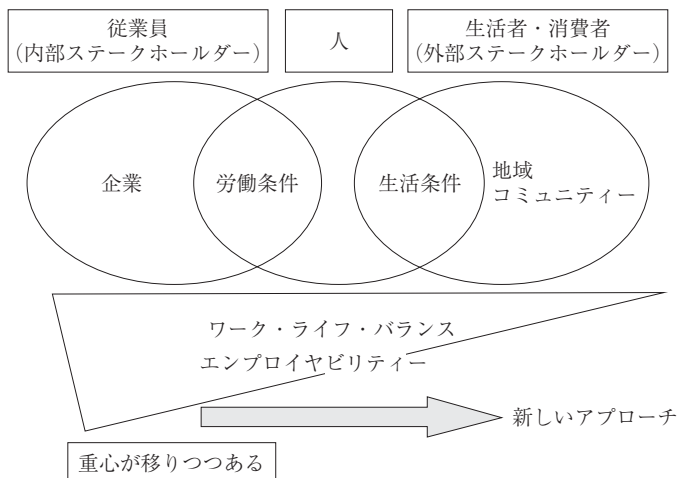 従業員
（内部ステークホルダー）
人
生活者・消費者
（外部ステークホルダー）
企業
労働条件
生活条件
地域
コミュニティー
ワーク・ライフ・バランス
エンプロイヤビリティー
新しいアプローチ
重心が移りつつある